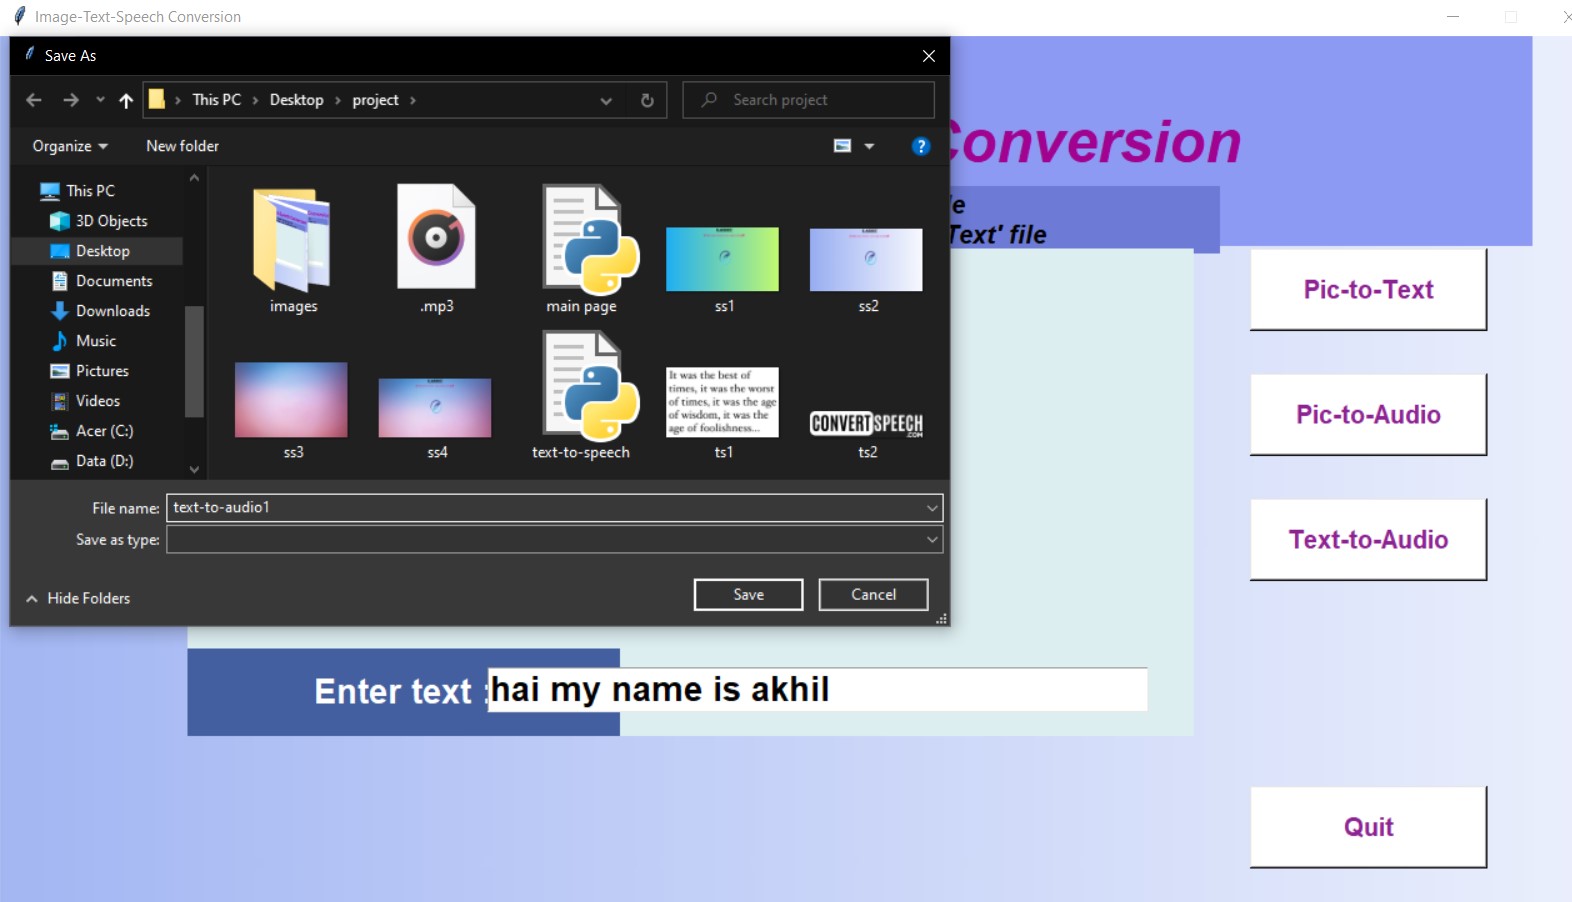 Image-Text-Speech Conversion
Save As
This PC
Desktop
project
Search project
Organize
New folder
Conversion
Text' file
This PC
3D Objects
Desktop
Documents
Downloads
Music
Pictures
Videos
Acer (C:)
Data (D:)
images
.mp3
main page
ss1
ss2
ss3
ss4
text-to-speech
It was the best of
times, it was the worst
of times, it was the age
of wisdom, it was the
age of foolishness...
ts1
CONVERTSPEECH
.COM
ts2
File name: text-to-audio1
Save as type:
Save
Cancel
Hide Folders
Pic-to-Text
Pic-to-Audio
Text-to-Audio
Enter text : hai my name is akhil
Quit